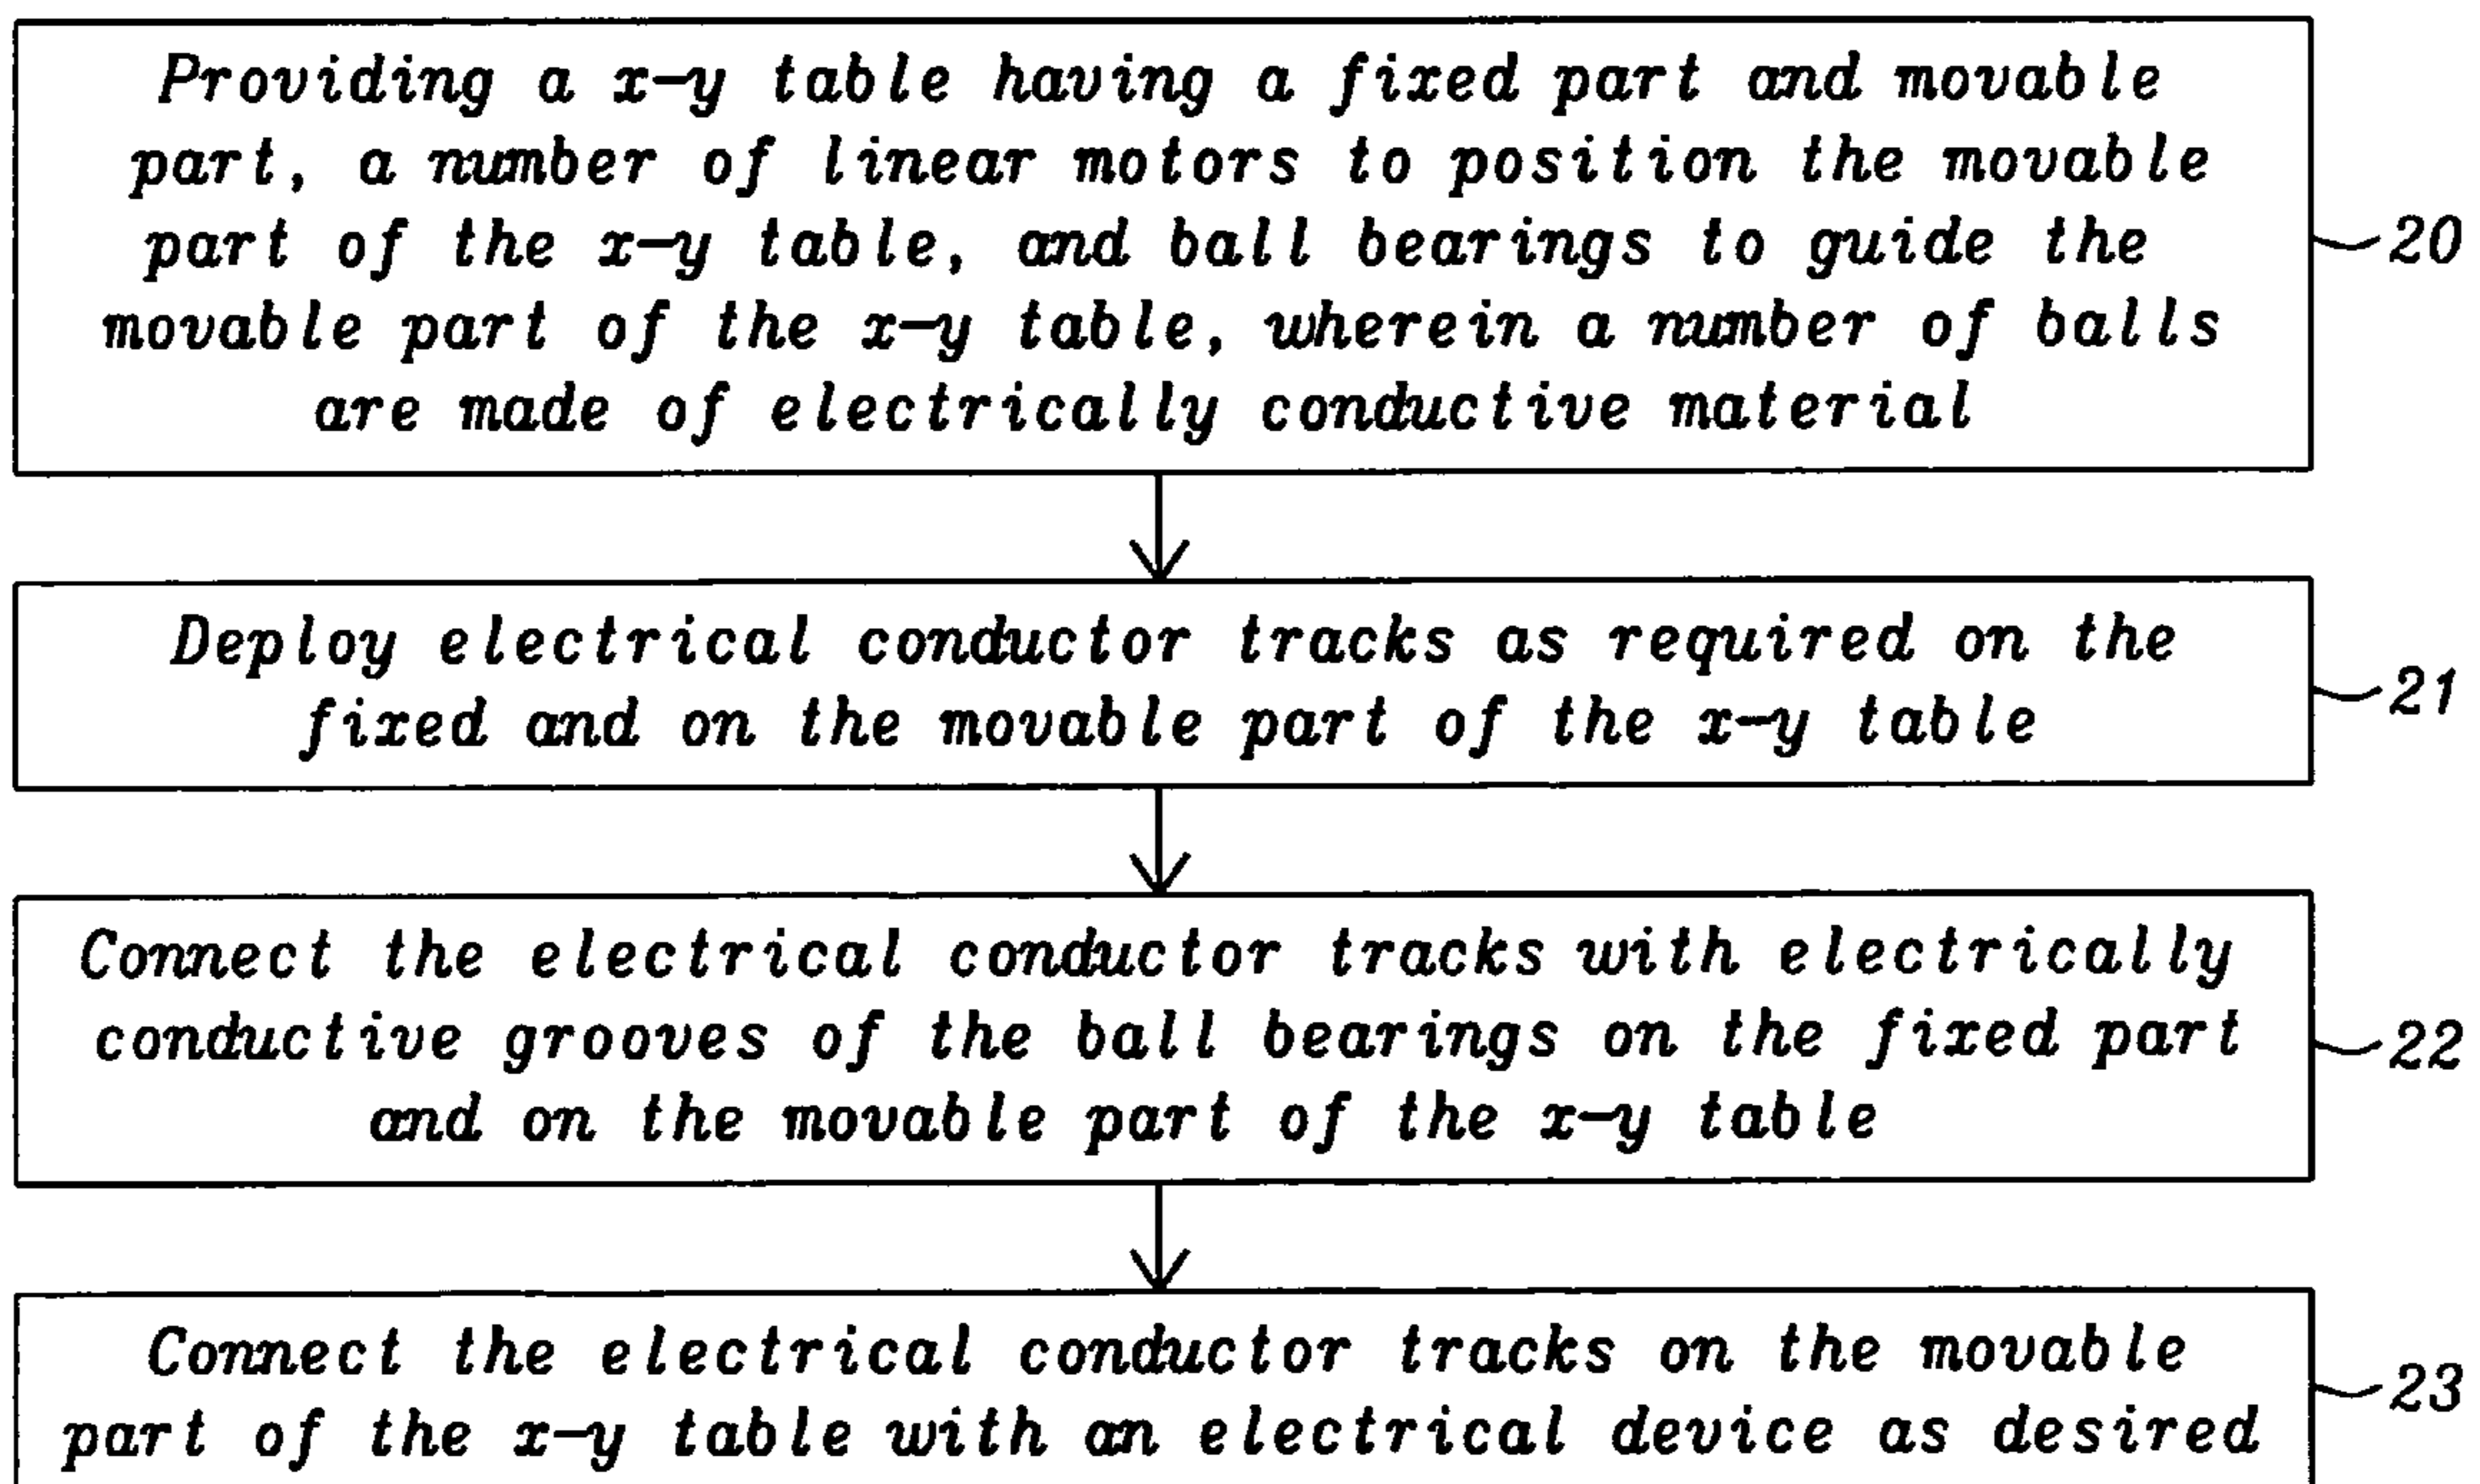 Providing a x-y table having a fixed part and movable
part, a number of linear motors to position the movable
part of the x-y table, and ball bearings to guide the
movable part of the x-y table, wherein a number of balls
are made of electrically conductive material
20
Deploy electrical conductor tracks as required on the
fixed and on the movable part of the x-y table
21
Connect the electrical conductor tracks with electrically
conductive grooves of the ball bearings on the fixed part
and on the movable part of the x-y table
22
Connect the electrical conductor tracks on the movable
part of the x-y table with an electrical device as desired
23